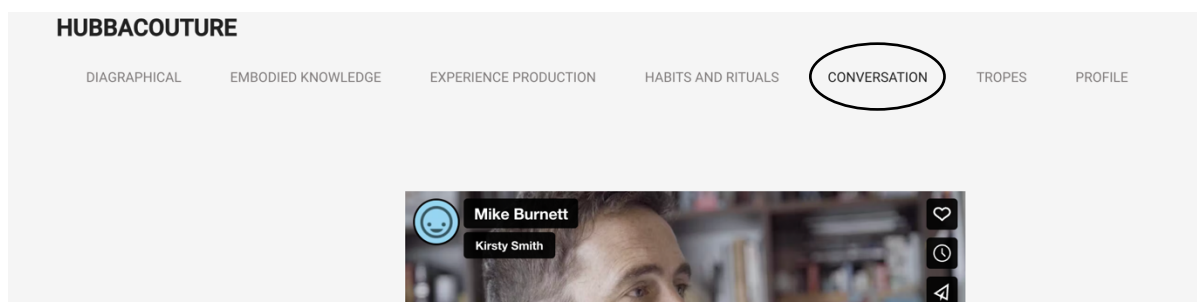 HUBBACOUTURE
DIAGRAPHICAL EMBODIED KNOWLEDGE EXPERIENCE PRODUCTION HABITS AND RITUALS CONVERSATION TROPES PROFILE
Mike Burnett
Kirsty Smith